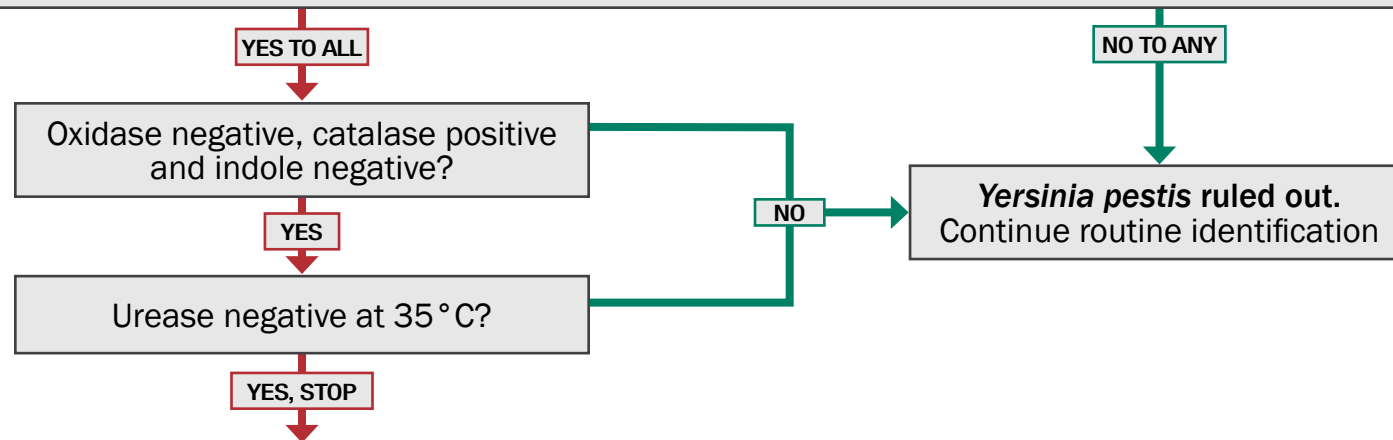 YES TO ALL
NO TO ANY
Oxidase negative, catalase positive
and indole negative?
Yersinia pestis ruled out.
Continue routine identification
NO
YES
Urease negative at 35°C?
YES, STOP